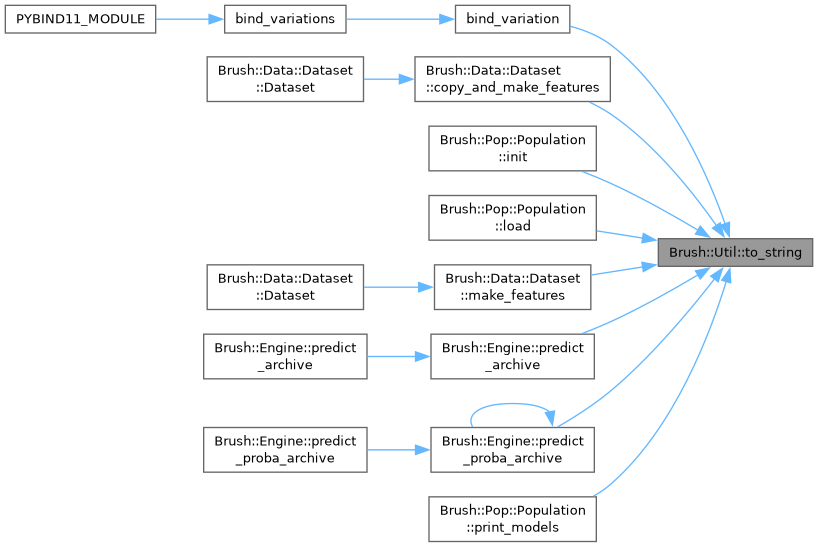 PYBIND11_MODULE
bind_variations
bind_variation
Brush::Data::Dataset
::Dataset
Brush::Data::Dataset
::copy_and_make_features
Brush::Pop::Population
::init
Brush::Pop::Population
::load
Brush::Util::to_string
Brush::Data::Dataset
::Dataset
Brush::Data::Dataset
::make_features
Brush::Engine::predict
_archive
Brush::Engine::predict
_archive
Brush::Engine::predict
_proba_archive
Brush::Engine::predict
_proba_archive
Brush::Pop::Population
::print_models